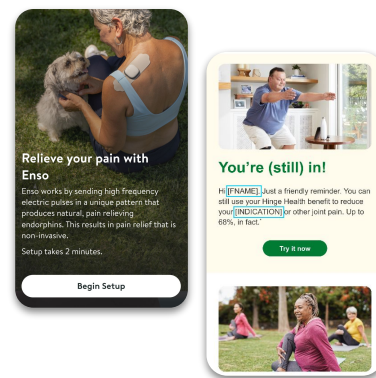 Relieve your pain with
Enso
Enso works by sending high frequency
electric pulses in a unique pattern that
produces natural, pain relieving
endorphins. This results in pain relief that is
non-invasive.
Setup takes 2 minutes.
Begin Setup
You're (still) in!
Hi [FNAME], Just a friendly reminder. You can
still use your Hinge Health benefit to reduce
your [INDICATION] or other joint pain. Up to
68%, in fact.*
Try it now